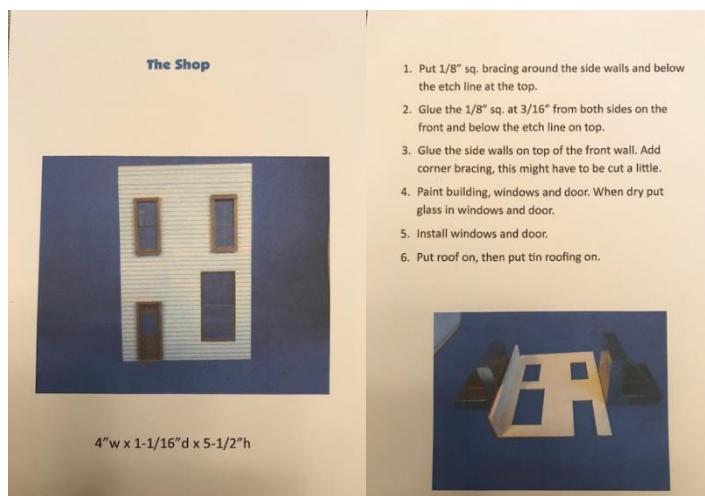 The Shop
4"w x 1-1/16"d x 5-1/2"h
1. Put 1/8" sq. bracing around the side walls and below
the etch line at the top.
2. Glue the 1/8" sq. at 3/16" from both sides on the
front and below the etch line on top.
3. Glue the side walls on top of the front wall. Add
corner bracing, this might have to be cut a little.
4. Paint building, windows and door. When dry put
glass in windows and door.
5. Install windows and door.
6. Put roof on, then put tin roofing on.